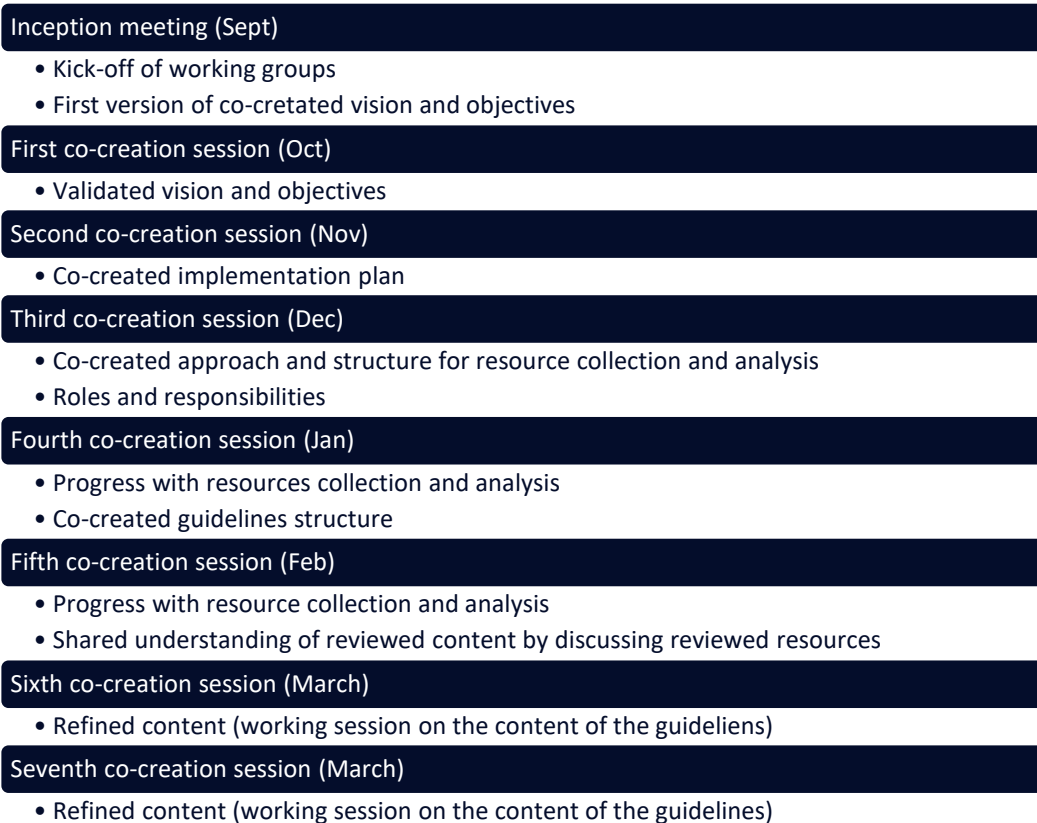 Inception meeting (Sept)
• Kick-off of working groups
• First version of co-cretated vision and objectives
First co-creation session (Oct)
• Validated vision and objectives
Second co-creation session (Nov)
• Co-created implementation plan
Third co-creation session (Dec)
• Co-created approach and structure for resource collection and analysis
• Roles and responsibilities
Fourth co-creation session (Jan)
• Progress with resources collection and analysis
• Co-created guidelines structure
Fifth co-creation session (Feb)
• Progress with resource collection and analysis
• Shared understanding of reviewed content by discussing reviewed resources
Sixth co-creation session (March)
• Refined content (working session on the content of the guideliens)
Seventh co-creation session (March)
• Refined content (working session on the content of the guidelines)